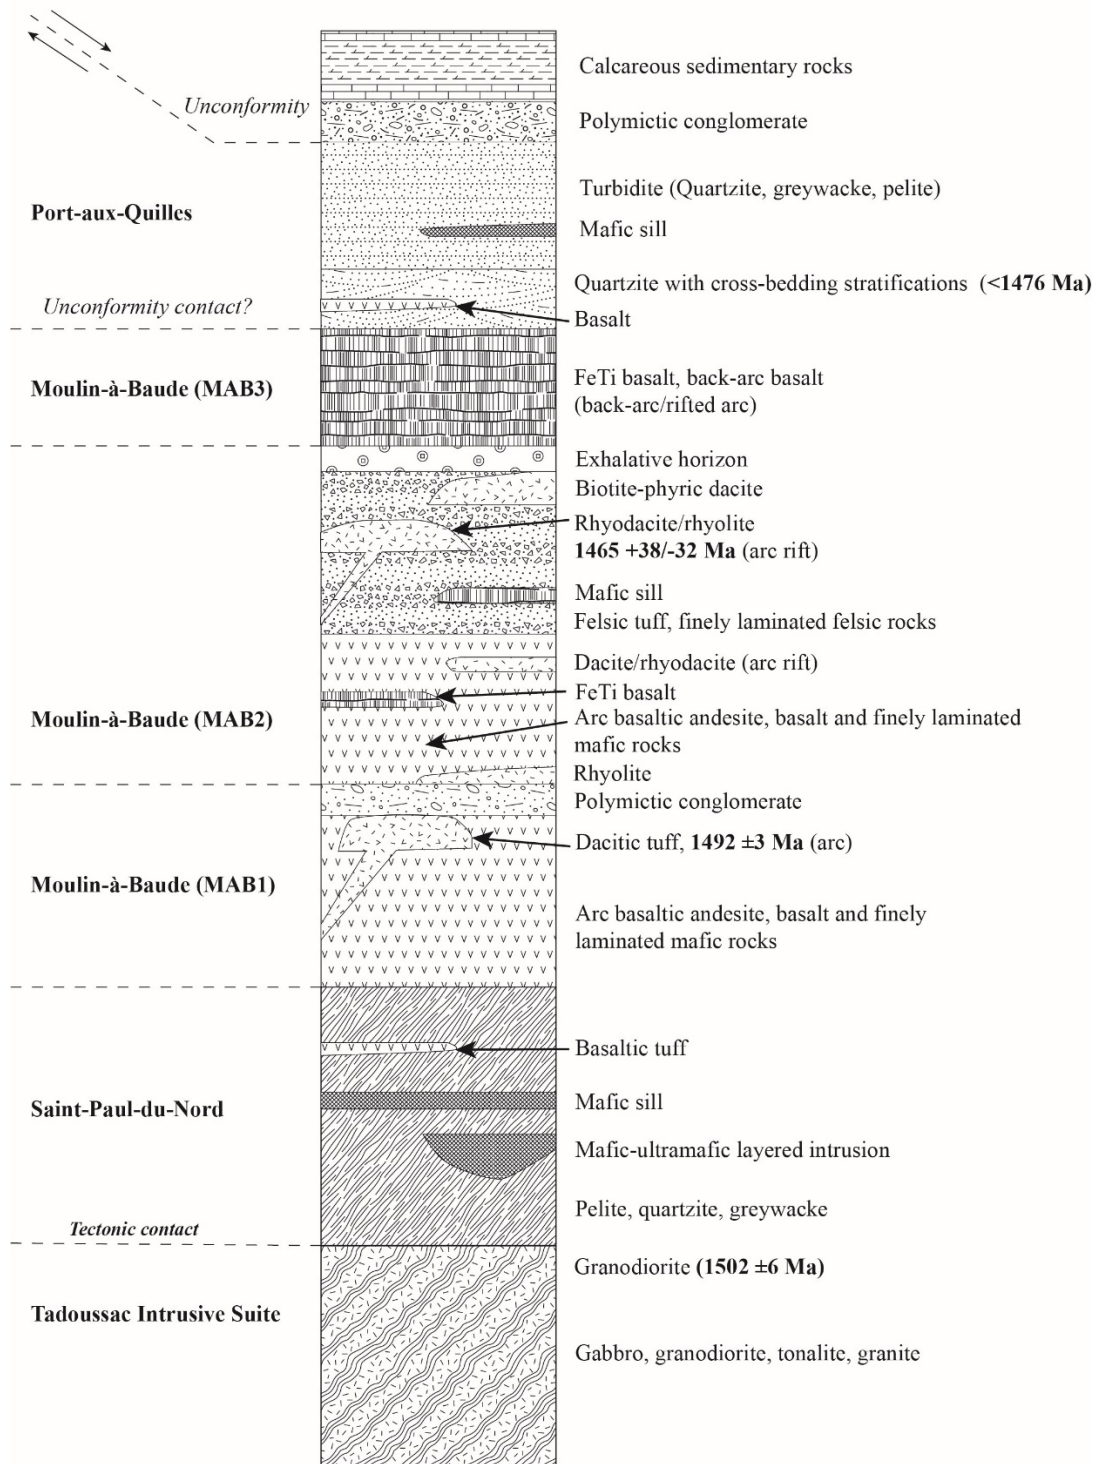 Calcareous sedimentary rocks
Unconformity
Polymictic conglomerate
Turbidite (Quartzite, greywacke, pelite)
Port-aux-Quilles
Mafic sill
Quartzite with cross-bedding stratifications (<1476 Ma)
Unconformity contact?
Basalt
Moulin-à-Baude (MAB3)
FeTi basalt, back-arc basalt
(back-arc/rifted arc)
Exhalative horizon
Biotite-phyric dacite
Rhyodacite/rhyolite
1465 +38/-32 Ma (arc rift)
Mafic sill
Felsic tuff, finely laminated felsic rocks
Dacite/rhyodacite (arc rift)
FeTi basalt
Moulin-à-Baude (MAB2)
Arc basaltic andesite, basalt and finely laminated
mafic rocks
Rhyolite
Polymictic conglomerate
Dacitic tuff, 1492 ±3 Ma (arc)
Moulin-à-Baude (MAB1)
Arc basaltic andesite, basalt and finely
laminated mafic rocks
Basaltic tuff
Saint-Paul-du-Nord
Mafic sill
Mafic-ultramafic layered intrusion
Pelite, quartzite, greywacke
Tectonic contact
Granodiorite (1502 ±6 Ma)
Tadoussac Intrusive Suite
Gabbro, granodiorite, tonalite, granite